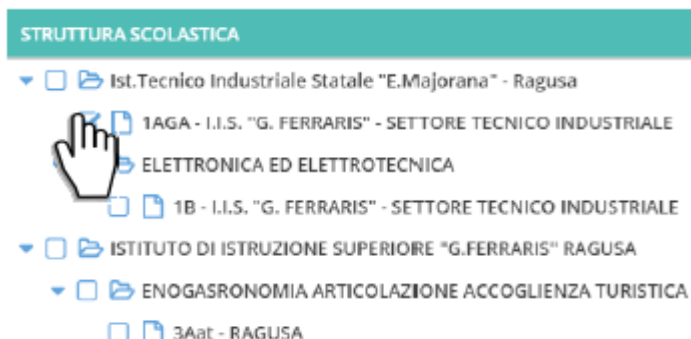 STRUTTURA SCOLASTICA
Ist.Tecnico Industriale Statale "E.Majorana" - Ragusa
1AGA - I.I.S. "G. FERRARIS" - SETTORE TECNICO INDUSTRIALE
ELETTRONICA ED ELETTROTECNICA
1B - I.I.S. "G. FERRARIS" - SETTORE TECNICO INDUSTRIALE
ISTITUTO DI ISTRUZIONE SUPERIORE "G.FERRARIS" RAGUSA
ENOGASRONOMIA ARTICOLAZIONE ACCOGLIENZA TURISTICA
3Aat - RAGUSA